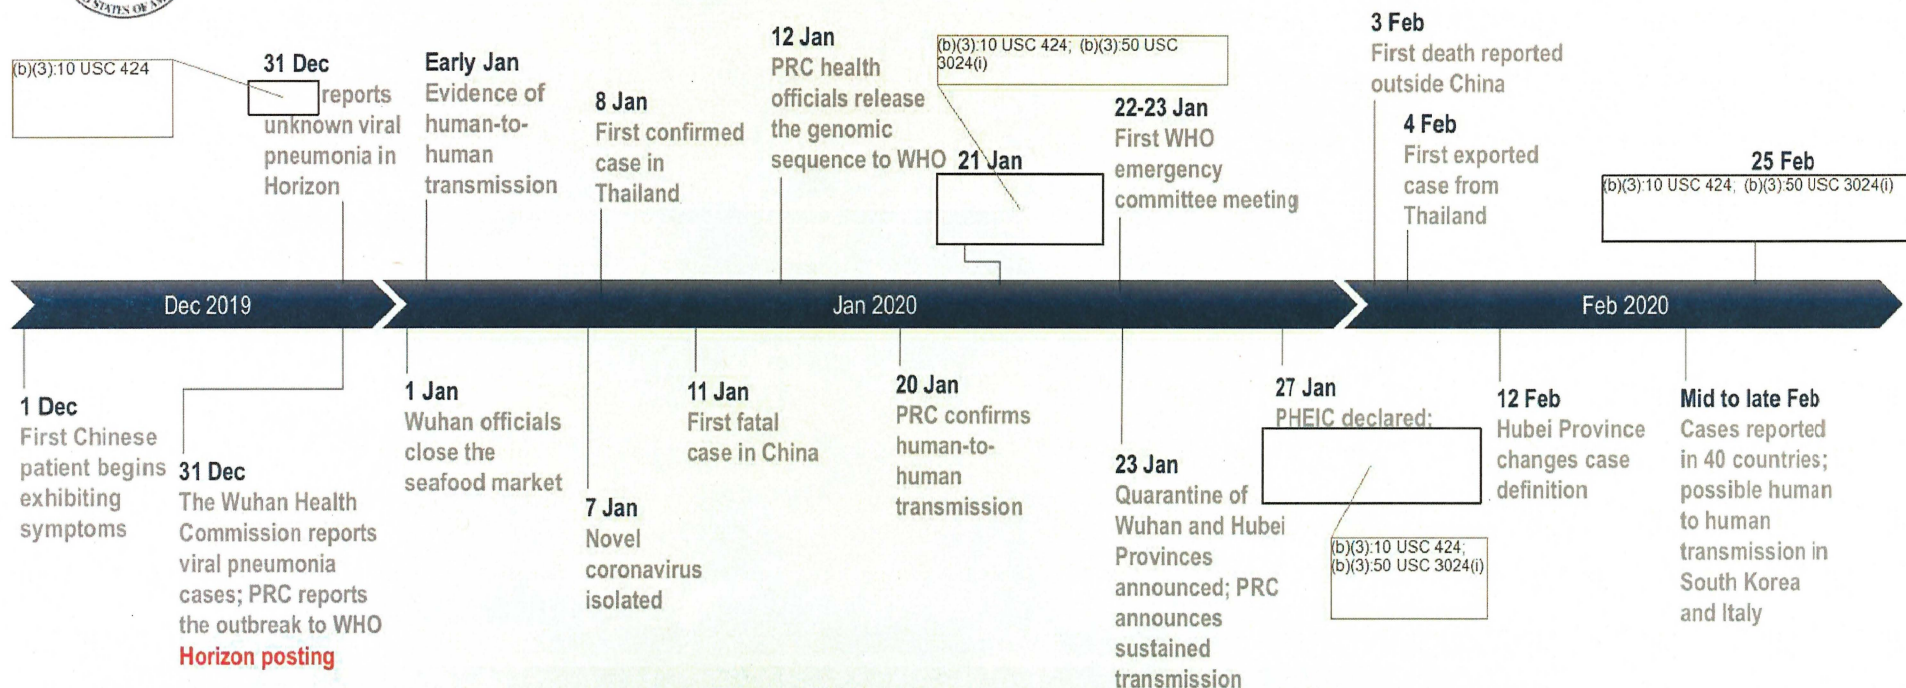 STATES OF
(b)(3):10 USC 424
31 Dec
reports
unknown viral
pneumonia in
Horizon
Early Jan
Evidence of
human-to-
human
transmission
8 Jan
First confirmed
case in
Thailand
12 Jan
PRC health
officials release
the genomic
sequence to WHO
(b)(3):10 USC 424; (b)(3):50 USC
3024(i)
21 Jan
22-23 Jan
First WHO
emergency
committee meeting
3 Feb
First death reported
outside China
4 Feb
First exported
case from
Thailand
25 Feb
(b)(3):10 USC 424; (b)(3):50 USC 3024(i)
Dec 2019
Jan 2020
Feb 2020
1 Dec
First Chinese
patient begins
exhibiting
symptoms
31 Dec
The Wuhan Health
Commission reports
viral pneumonia
cases; PRC reports
the outbreak to WHO
Horizon posting
1 Jan
Wuhan officials
close the
seafood market
7 Jan
Novel
coronavirus
isolated
11 Jan
First fatal
case in China
20 Jan
PRC confirms
human-to-
human
transmission
23 Jan
Quarantine of
Wuhan and Hubei
Provinces
announced; PRC
announces
sustained
transmission
27 Jan
PHEIC declared;
(b)(3):10 USC 424;
(b)(3):50 USC 3024(i)
12 Feb
Hubei Province
changes case
definition
Mid to late Feb
Cases reported
in 40 countries;
possible human
to human
transmission in
South Korea
and Italy